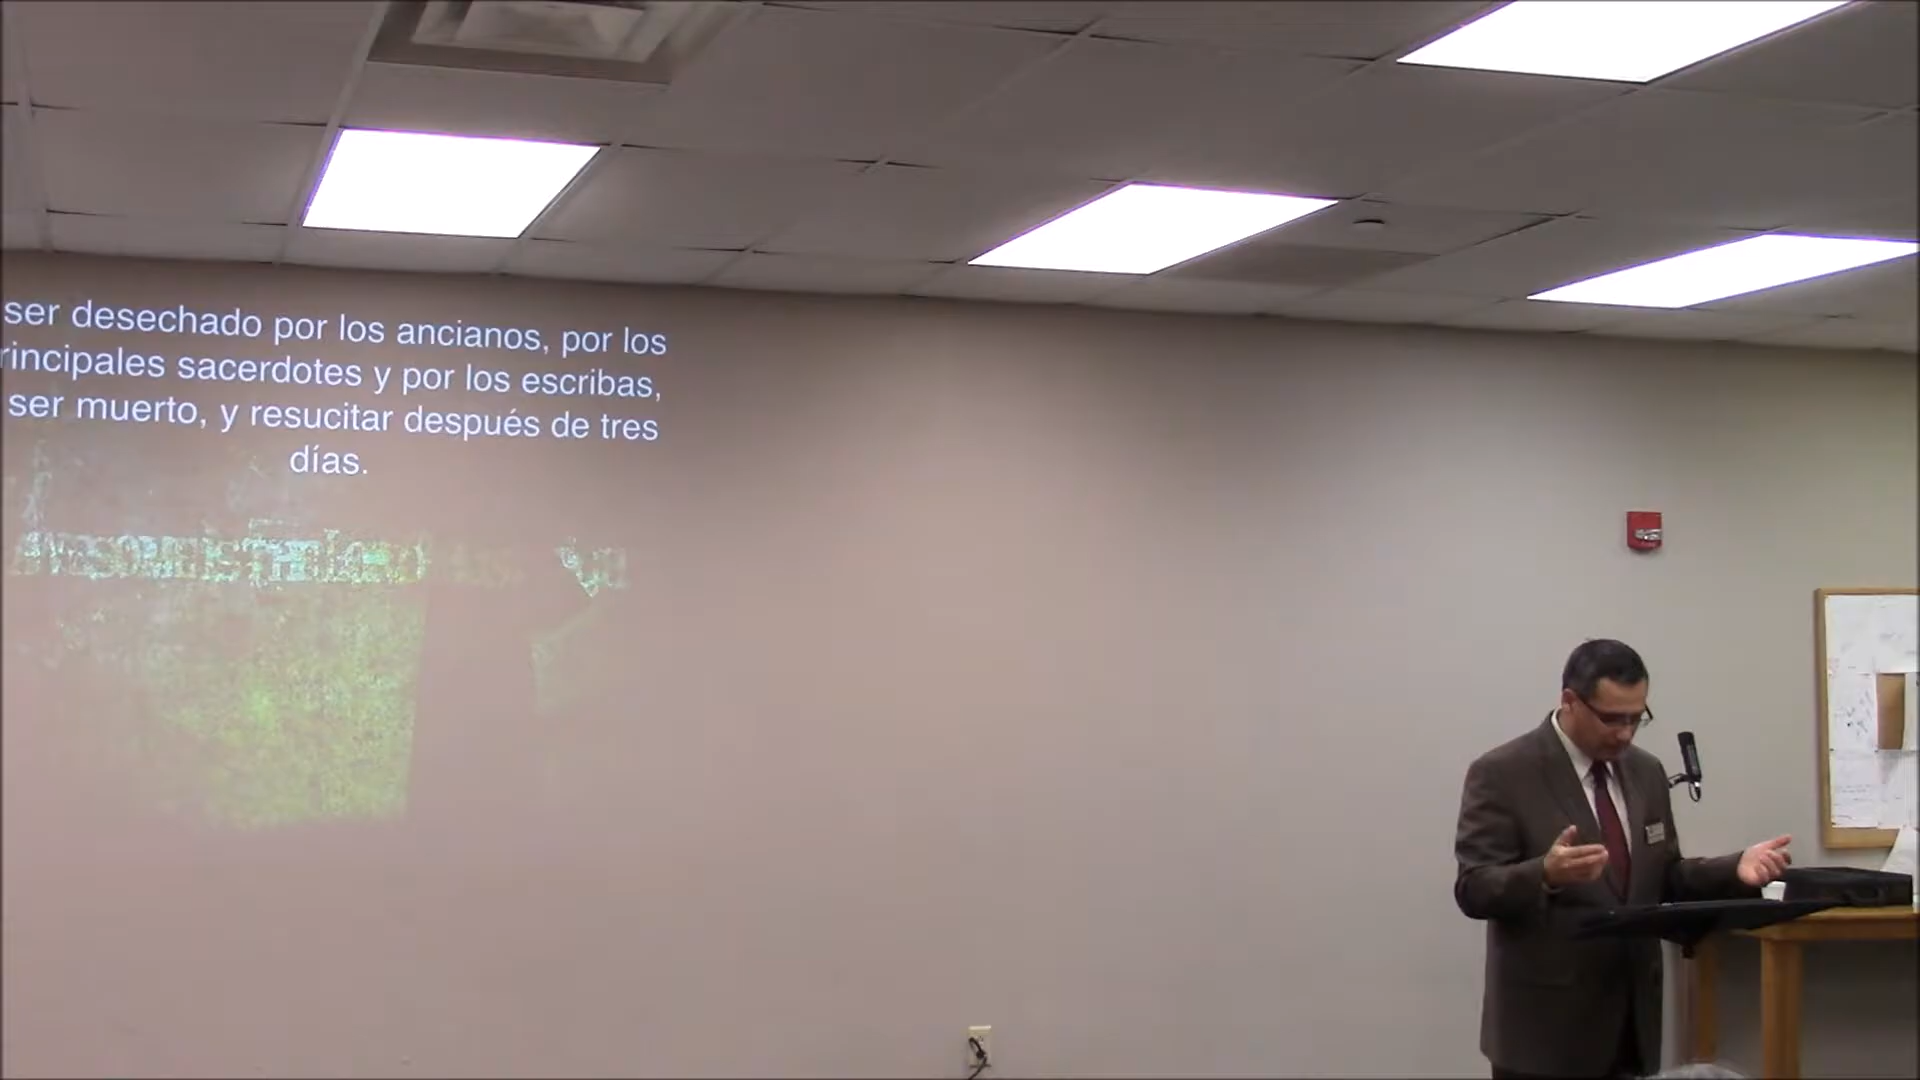 ser desechado por los ancianos, por los
rincipales sacerdotes y por los escribas,
ser muerto, y resucitar después de tres
días.